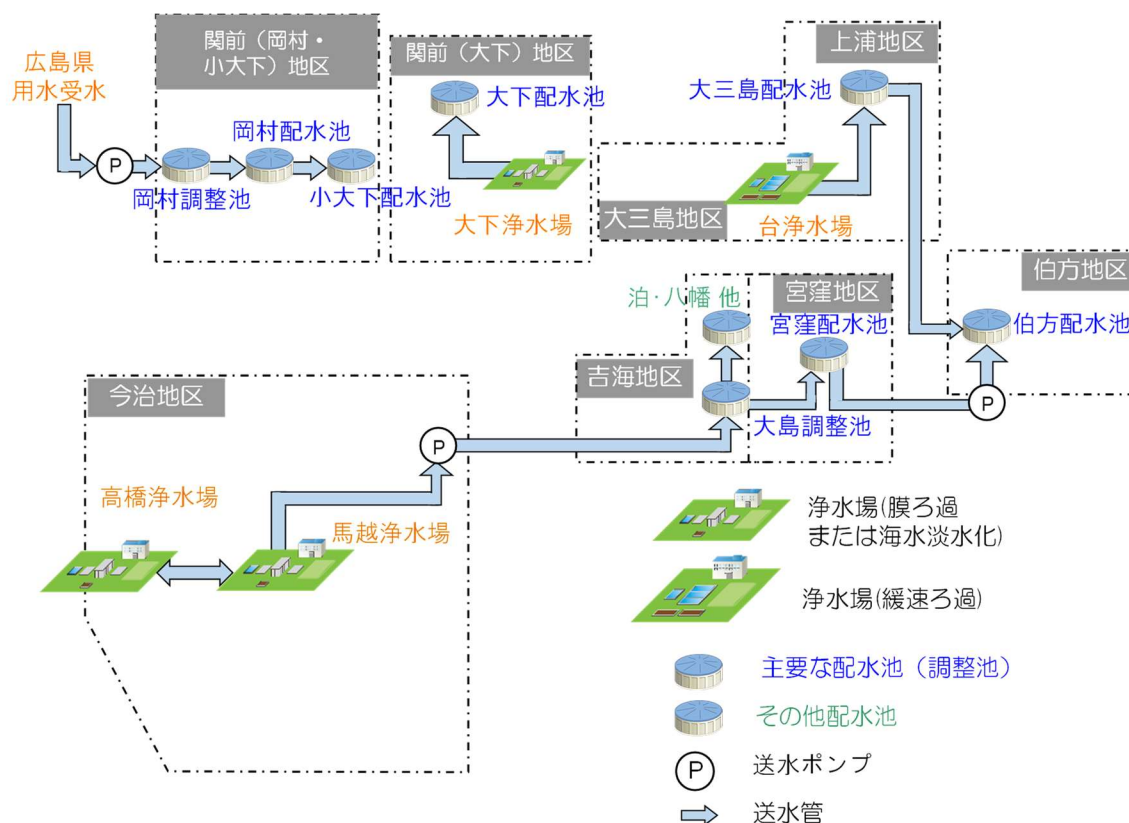 広島県
用水受水
関前（岡村・
小大下）地区
岡村配水池
岡村調整池
小大下配水池
P
関前（大下）地区
大下配水池
大下浄水場
上浦地区
大三島配水池
大三島地区
台浄水場
伯方地区
伯方配水池
P
泊・八幡 他
宮窪地区
宮窪配水池
吉海地区
大島調整池
今治地区
P
高橋浄水場
馬越浄水場
浄水場(膜ろ過
または海水淡水化)
浄水場(緩速ろ過)
主要な配水池（調整池）
その他配水池
P
送水ポンプ
送水管